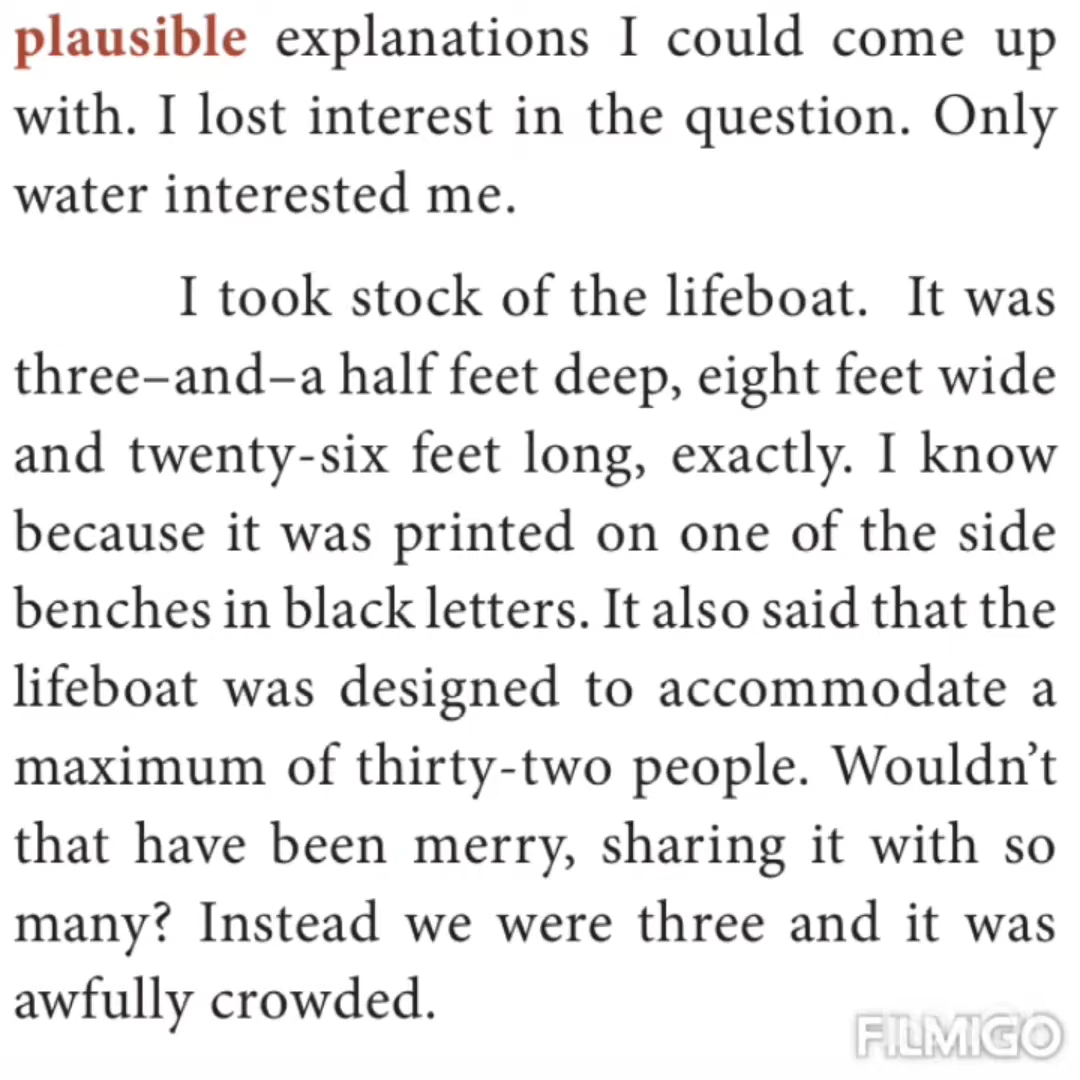 plausible explanations I could come up
with. I lost interest in the question. Only
water interested me.
I took stock of the lifeboat. It was
three–and–a half feet deep, eight feet wide
and twenty-six feet long, exactly. I know
because it was printed on one of the side
benches in black letters. It also said that the
lifeboat was designed to accommodate a
maximum of thirty-two people. Wouldn’t
that have been merry, sharing it with so
many? Instead we were three and it was
awfully crowded.
FILMIGO